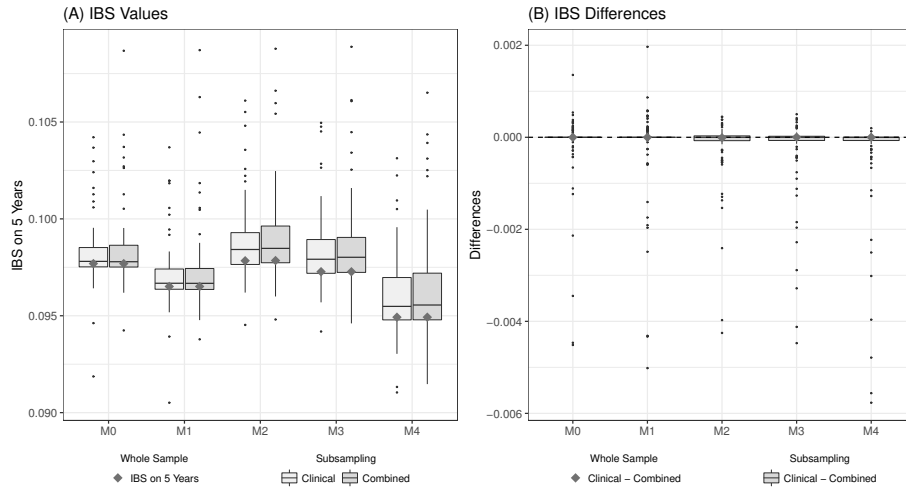 (A) IBS Values
(B) IBS Differences
IBS on 5 Years
0.105
0.100
0.095
0.090
M0 M1 M2 M3 M4
Differences
0.002
0.000
−0.002
−0.004
−0.006
M0 M1 M2 M3 M4
Whole Sample Subsampling
IBS on 5 Years Clinical Combined
Whole Sample Subsampling
Clinical − Combined Clinical − Combined